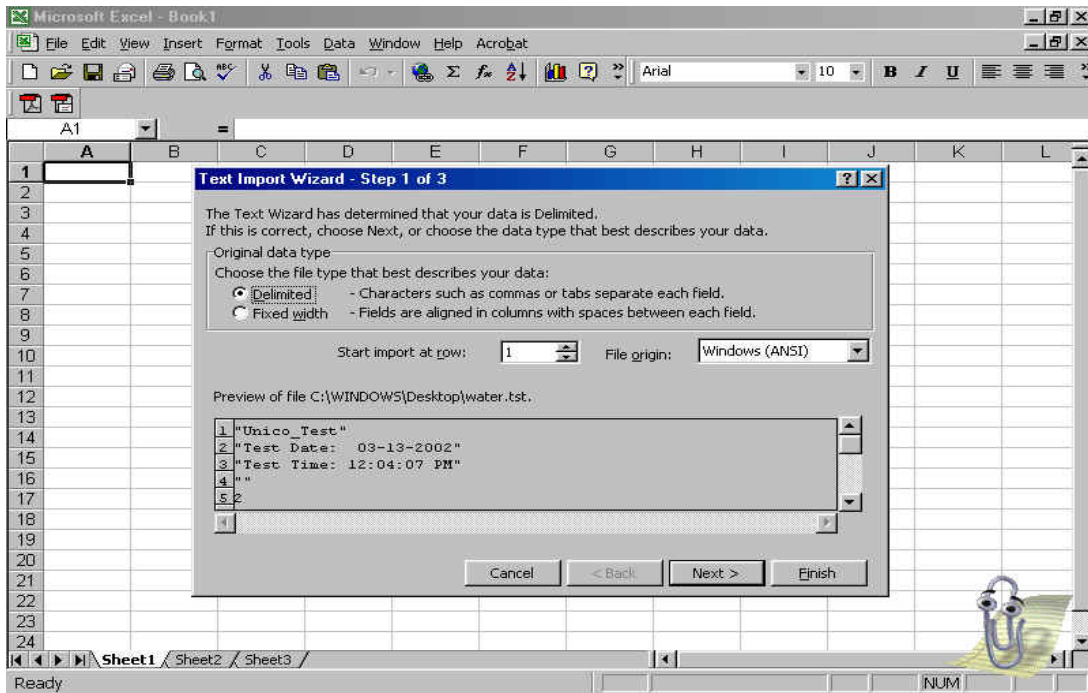 Microsoft Excel - Book1
File Edit View Insert Format Tools Data Window Help Acrobat
ABC Σ f Arial 10 B I U
A1 =
A B C D E F G H I J K L
1
2
3
4
5
6
7
8
9
10
11
12
13
14
15
16
17
18
19
20
21
22
23
24
Text Import Wizard - Step 1 of 3
The Text Wizard has determined that your data is Delimited.
If this is correct, choose Next, or choose the data type that best describes your data.
Original data type
Choose the file type that best describes your data:
Delimited - Characters such as commas or tabs separate each field.
Fixed width - Fields are aligned in columns with spaces between each field.
Start import at row: 1 File origin: Windows (ANSI)
Preview of file C:\WINDOWS\Desktop\water.tst.
1 "Unico_Test"
2 "Test Date:  03-13-2002"
3 "Test Time: 12:04:07 PM"
4 ""
5 2
Cancel < Back Next > Finish
Sheet1 Sheet2 Sheet3
Ready NUM